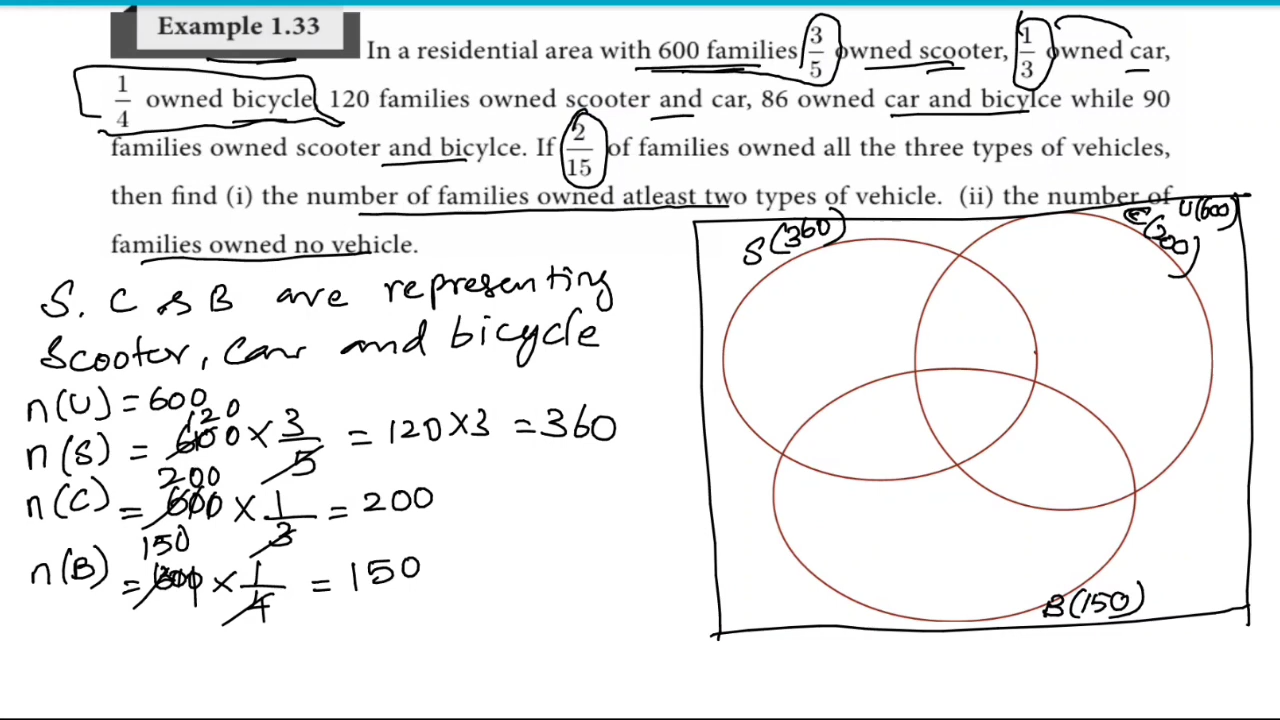 Example 1.33
In a residential area with 600 families 3/5 owned scooter, 1/3 owned car,
1/4 owned bicycle. 120 families owned scooter and car, 86 owned car and bicylce while 90
families owned scooter and bicylce. If 2/15 of families owned all the three types of vehicles,
then find (i) the number of families owned atleast two types of vehicle. (ii) the number of
families owned no vehicle.
S, C & B are representing
Scooter, Car and bicycle
n(U) = 600
120
n(S) = 600 × 3/5 = 120×3 = 360
200
n(C) = 600 × 1/3 = 200
150
n(B) = 600 × 1/4 = 150
S(360)
C(200)
U(600)
B(150)